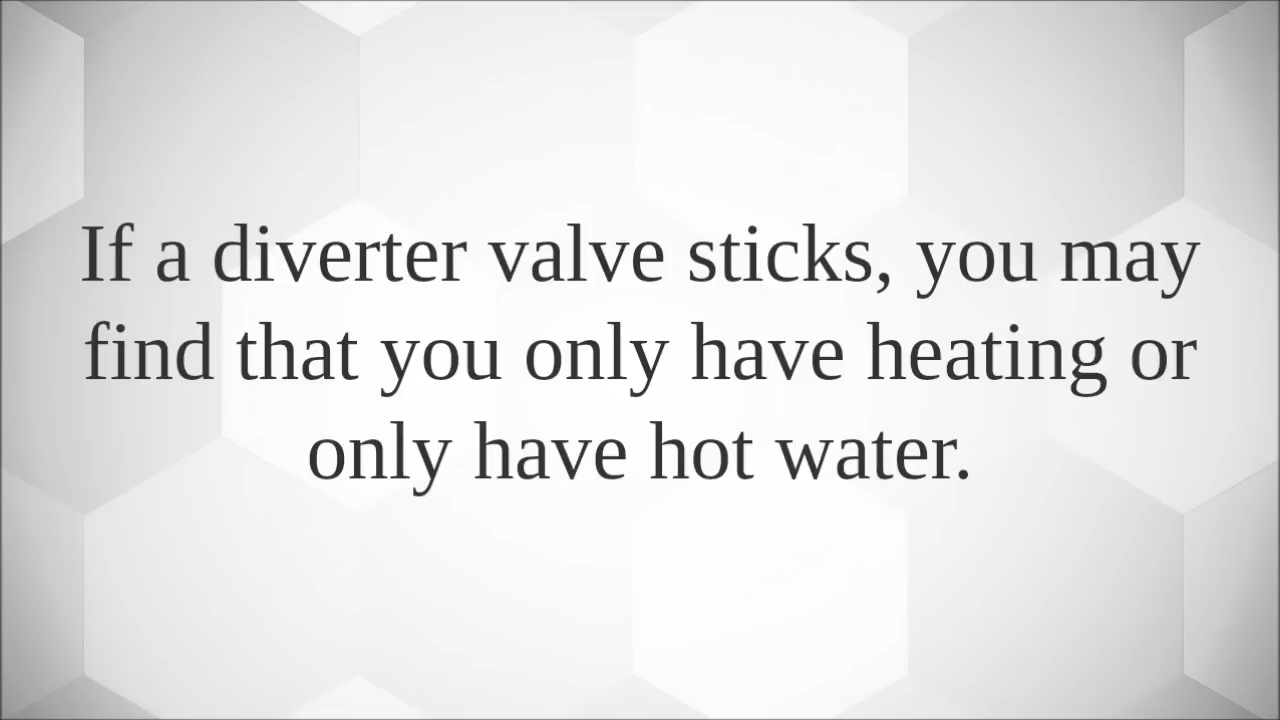 If a diverter valve sticks, you may
find that you only have heating or
only have hot water.